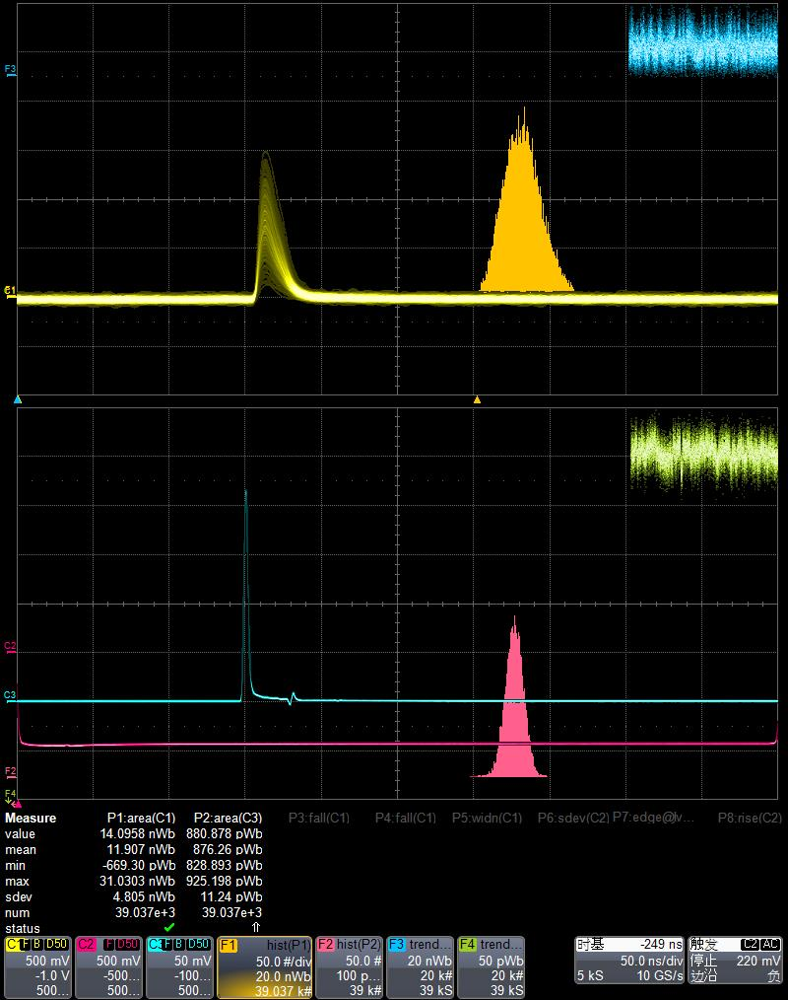 F3
C1
C2
C3
F2
F4
Measure P1:area(C1) P2:area(C3) P3:fall(C1) P4:fall(C1) P5:widn(C1) P6:sdev(C2) P7:edge@lv… P8:rise(C2)
value 14.0958 nWb 880.878 pWb
mean 11.907 nWb 876.26 pWb
min -669.30 pWb 828.893 pWb
max 31.0303 nWb 925.198 pWb
sdev 4.805 nWb 11.24 pWb
num 39.037e+3 39.037e+3
status
C1 F B D50 C2 F D50 C3 F B D50 F1 hist(P1) F2 hist(P2) F3 trend... F4 trend... 时基 -249 ns 触发 C2 AC
500 mV 500 mV 50 mV 50.0 #/div 50.0 # 20 nWb 50 pWb 50.0 ns/div 停止 220 mV
-1.0 V -500... -100... 20.0 nWb 100 p... 20 k# 20 k# 5 kS 10 GS/s 边沿 负
500... 500... 500... 39.037 k# 39 k# 39 kS 39 kS